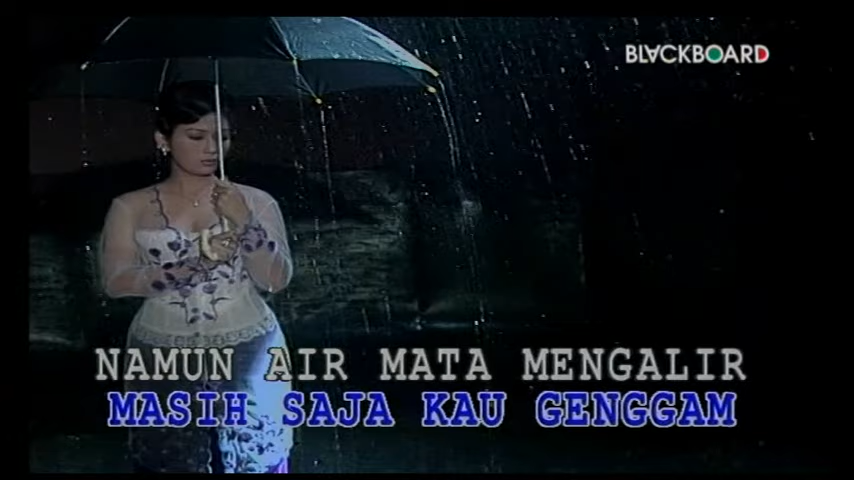 BLACKBOARD
NAMUN AIR MATA MENGALIR
MASIH SAJA KAU GENGGAM